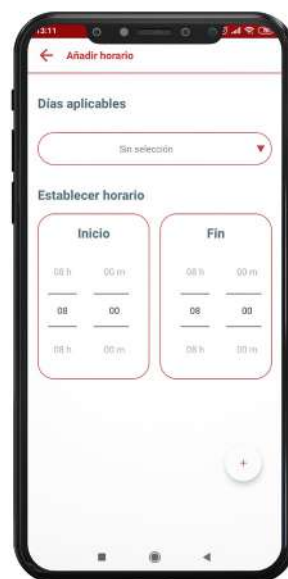 13:11
Añadir horario
Días aplicables
Sin selección
Establecer horario
Inicio Fin
08 h 00 m 08 h 00 m
08 00 08 00
08 h 00 m 08 h 00 m
+